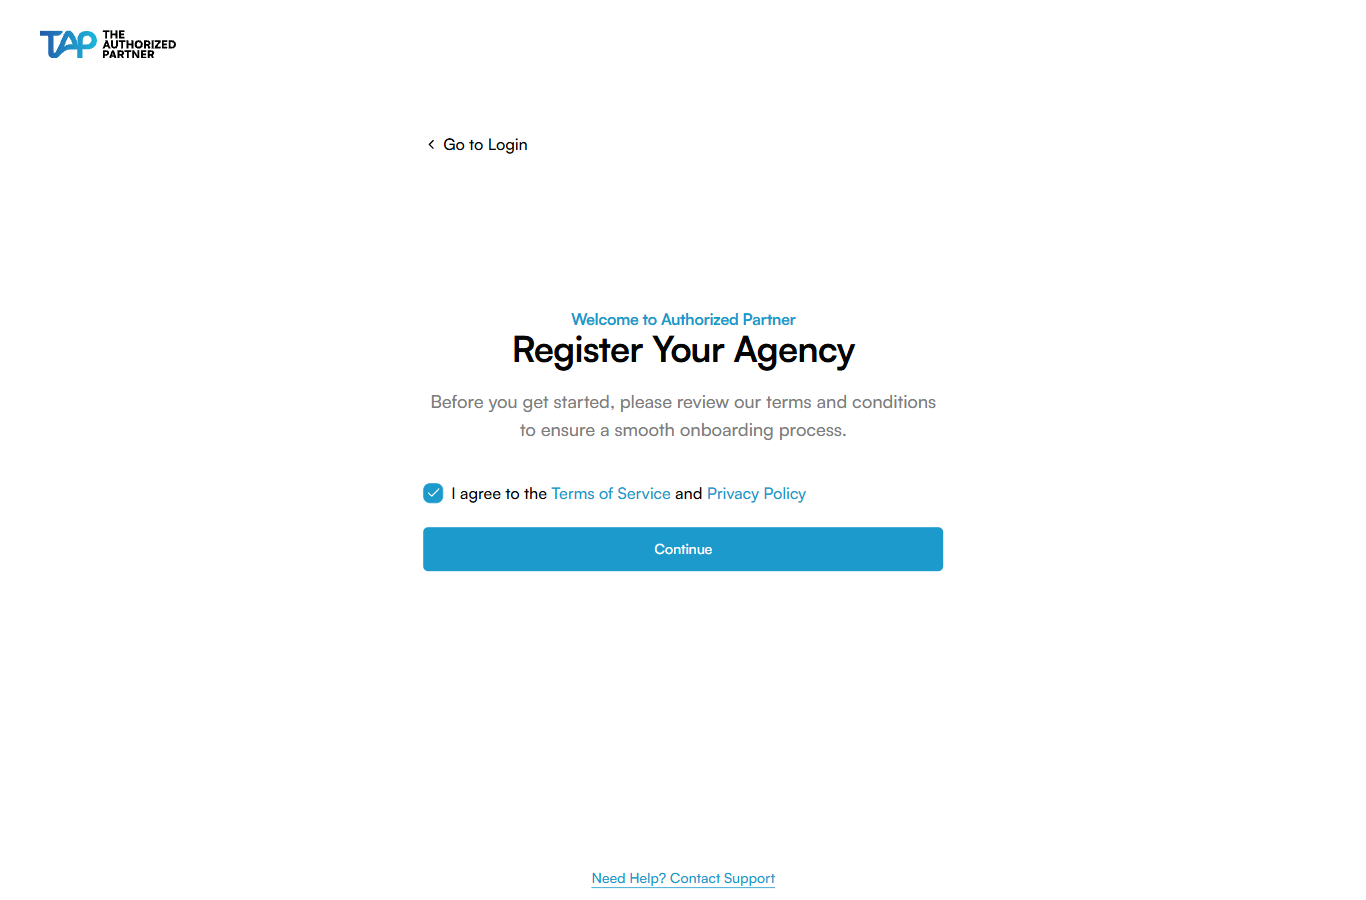 TAP
THE
AUTHORIZED
PARTNER
Go to Login
Welcome to Authorized Partner
Register Your Agency
Before you get started, please review our terms and conditions
to ensure a smooth onboarding process.
I agree to the Terms of Service and Privacy Policy
Continue
Need Help? Contact Support